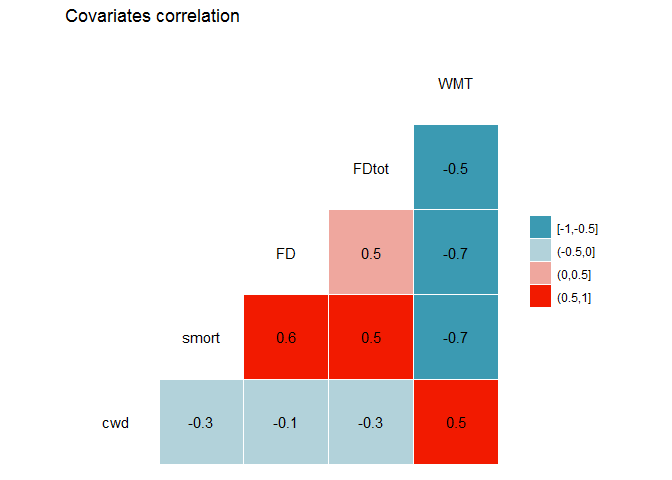 Covariates correlation
WMT
FDtot -0.5
FD 0.5 -0.7
smort 0.6 0.5 -0.7
cwd -0.3 -0.1 -0.3 0.5
[-1,-0.5]
(-0.5,0]
(0,0.5]
(0.5,1]